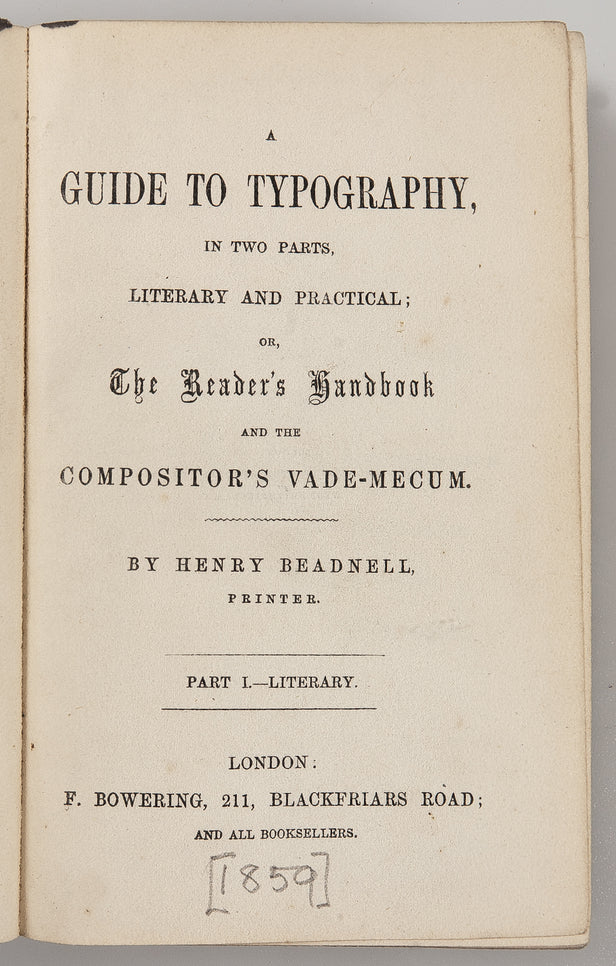 A
GUIDE TO TYPOGRAPHY,
IN TWO PARTS,
LITERARY AND PRACTICAL;
OR,
The Reader's Handbook
AND THE
COMPOSITOR'S VADE-MECUM.
BY HENRY BEADNELL,
PRINTER.
PART I.—LITERARY.
LONDON:
F. BOWERING, 211, BLACKFRIARS ROAD;
AND ALL BOOKSELLERS.
[1859]